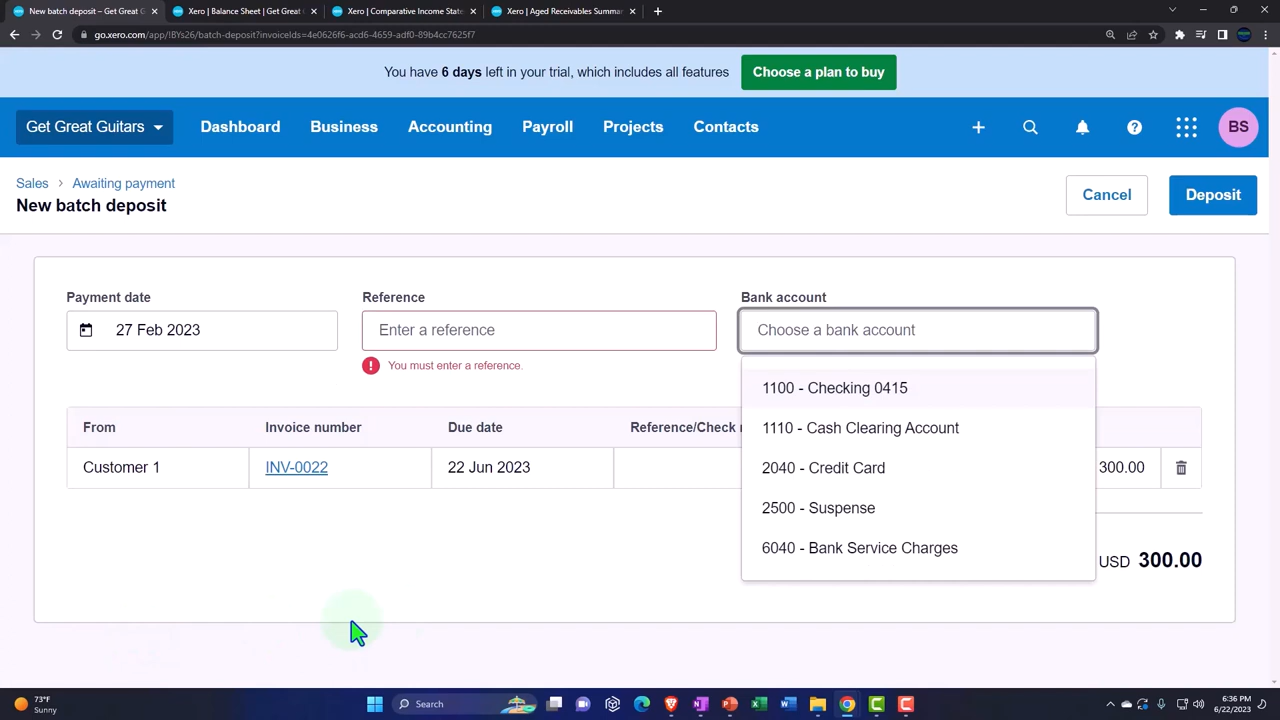 New batch deposit – Get Great G
Xero | Balance Sheet | Get Great
Xero | Comparative Income State
Xero | Aged Receivables Summar
go.xero.com/app/!BYs26/batch-deposit?invoiceIds=4e0626f6-acd6-4659-adf0-89b4cc7625f7
You have 6 days left in your trial, which includes all features
Choose a plan to buy
Get Great Guitars
Dashboard
Business
Accounting
Payroll
Projects
Contacts
BS
Sales > Awaiting payment
New batch deposit
Cancel
Deposit
Payment date
Reference
Bank account
27 Feb 2023
Enter a reference
Choose a bank account
You must enter a reference.
1100 - Checking 0415
1110 - Cash Clearing Account
2040 - Credit Card
2500 - Suspense
6040 - Bank Service Charges
From
Invoice number
Due date
Reference/Check
Customer 1
INV-0022
22 Jun 2023
300.00
USD 300.00
73°F
Sunny
Search
6:36 PM
6/22/2023